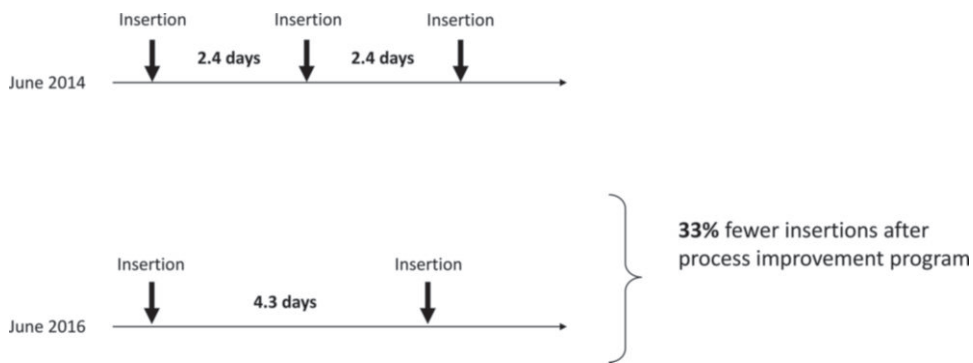 Insertion Insertion Insertion
2.4 days 2.4 days
June 2014
33% fewer insertions after
process improvement program
Insertion Insertion
4.3 days
June 2016